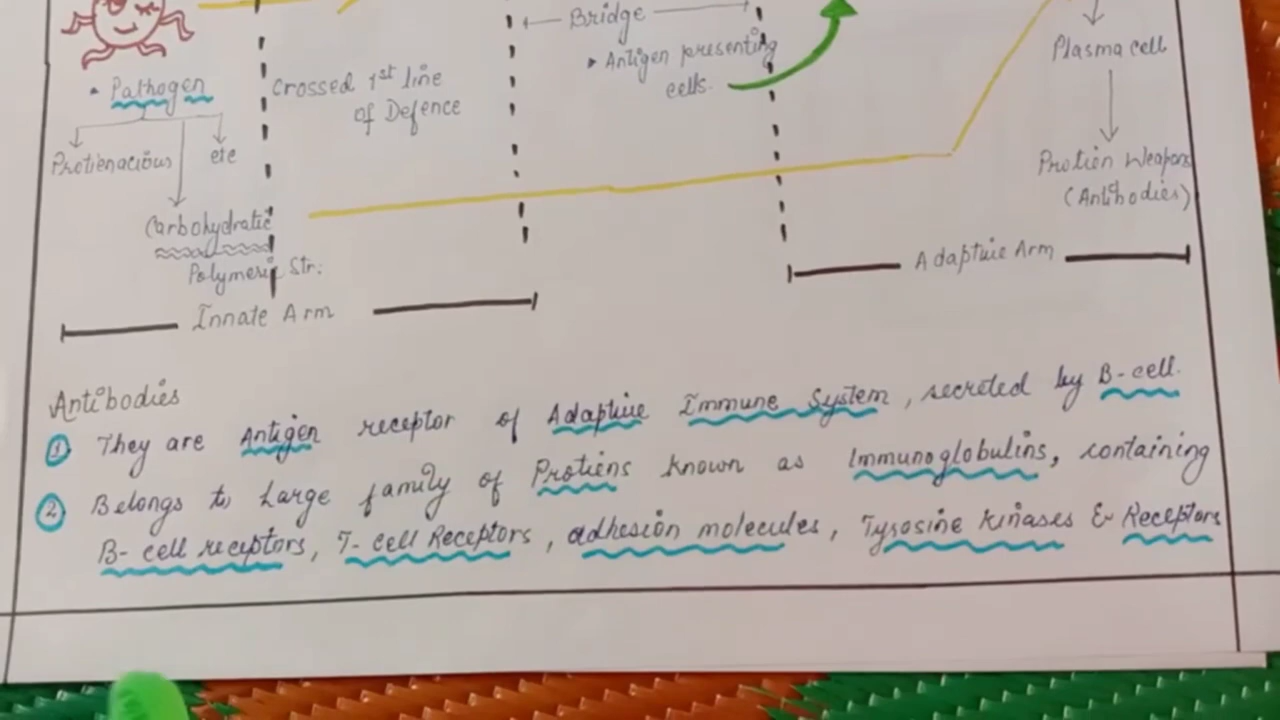 Bridge
• Antigen presenting
cells.
Plasma cell
• Pathogen
Crossed 1st line
of Defence
Protienacious
etc
Protien Weapons
(Antibodies)
Carbohydratic
Polymeric Str.
Innate Arm
Adaptive Arm
Antibodies
① They are Antigen receptor of Adaptive Immune System, secreted by B-cell.
② Belongs to Large family of Protiens known as Immunoglobulins, containing
B-cell receptors, T-cell Receptors, adhesion molecules, Tyrosine kinases & Receptors